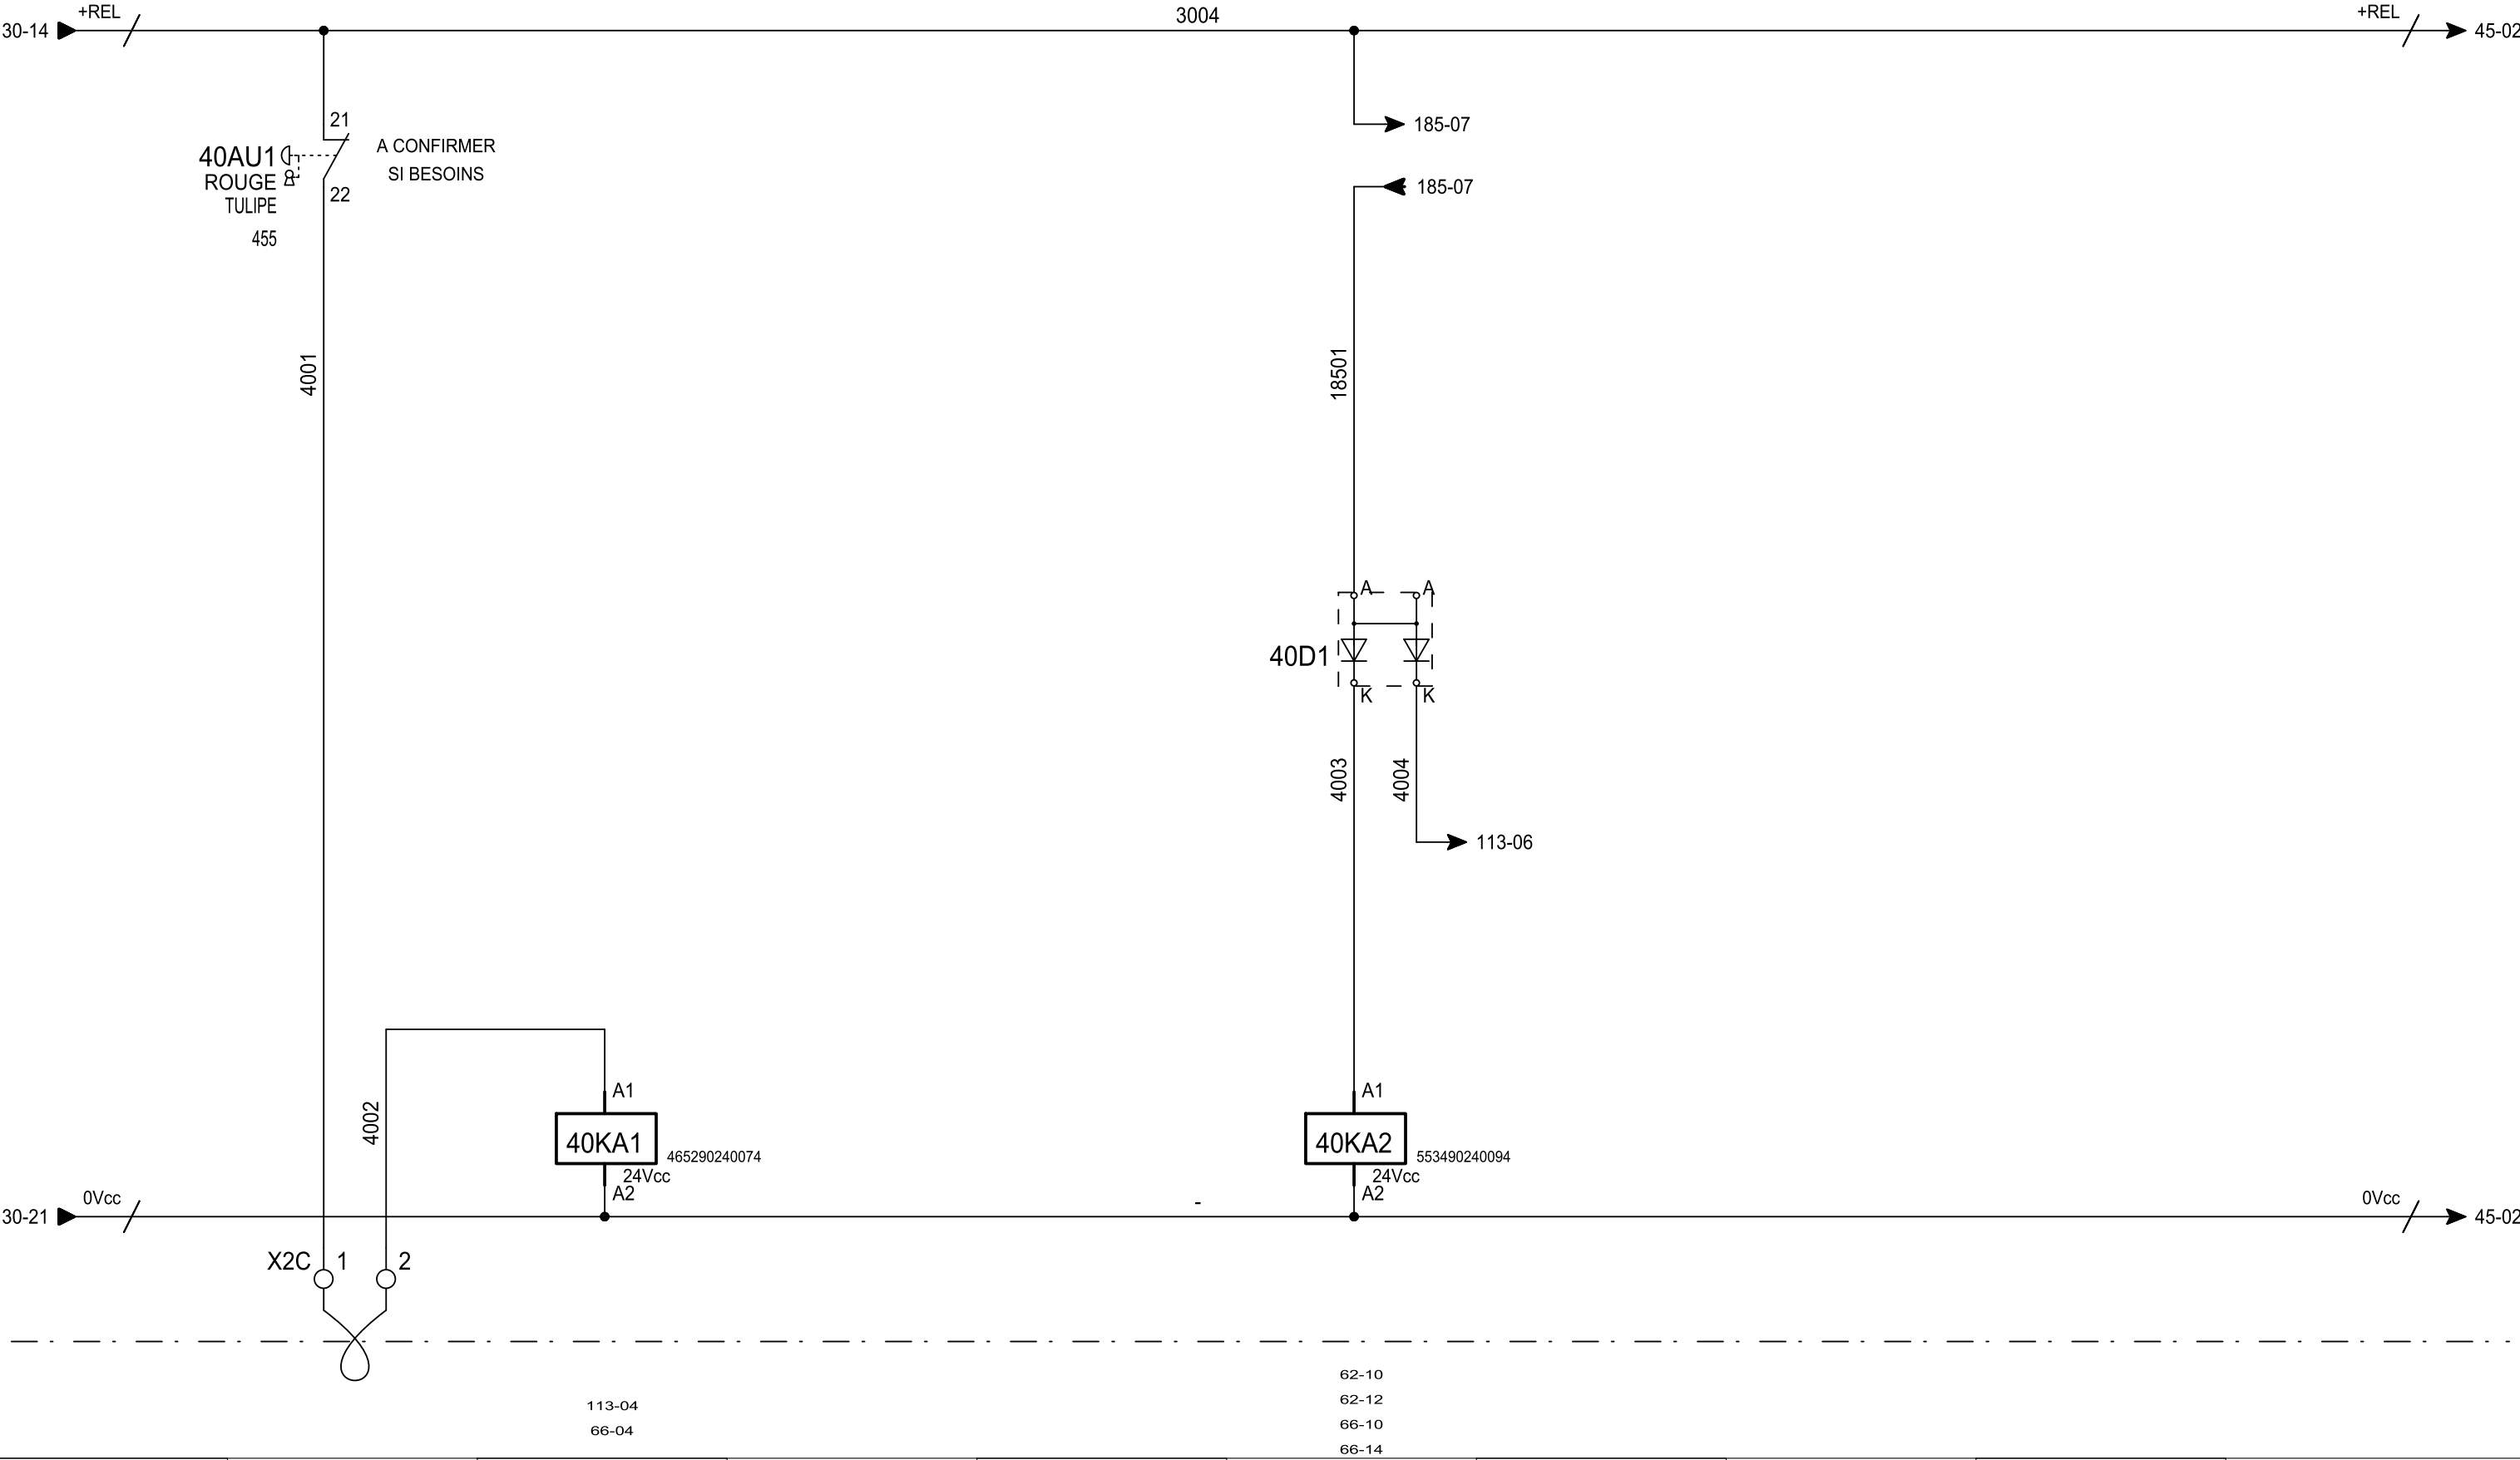 +REL
3004
+REL
30-14
45-02
21
185-07
A CONFIRMER
SI BESOINS
40AU1
ROUGE
TULIPE
455
22
185-07
4001
18501
A
A
40D1
K
K
4003
4004
113-06
A1
A1
4002
40KA1
465290240074
24Vcc
A2
40KA2
553490240094
24Vcc
A2
0Vcc
-
0Vcc
30-21
45-02
X2C
1
2
62-10
62-12
113-04
66-10
66-04
66-14